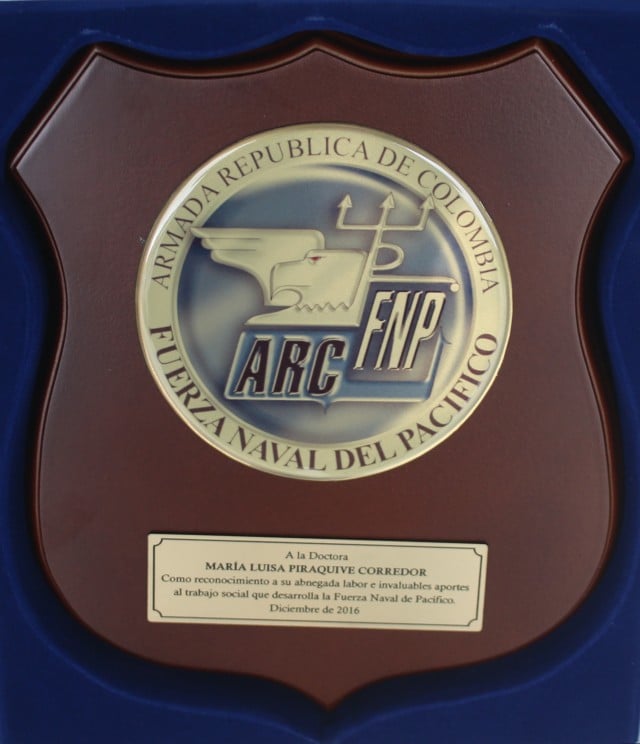 ARMADA REPUBLICA DE COLOMBIA
FNP
ARC
FUERZA NAVAL DEL PACIFICO
A la Doctora
MARÍA LUISA PIRAQUIVE CORREDOR
Como reconocimiento a su abnegada labor e invaluables aportes
al trabajo social que desarrolla la Fuerza Naval de Pacífico.
Diciembre de 2016